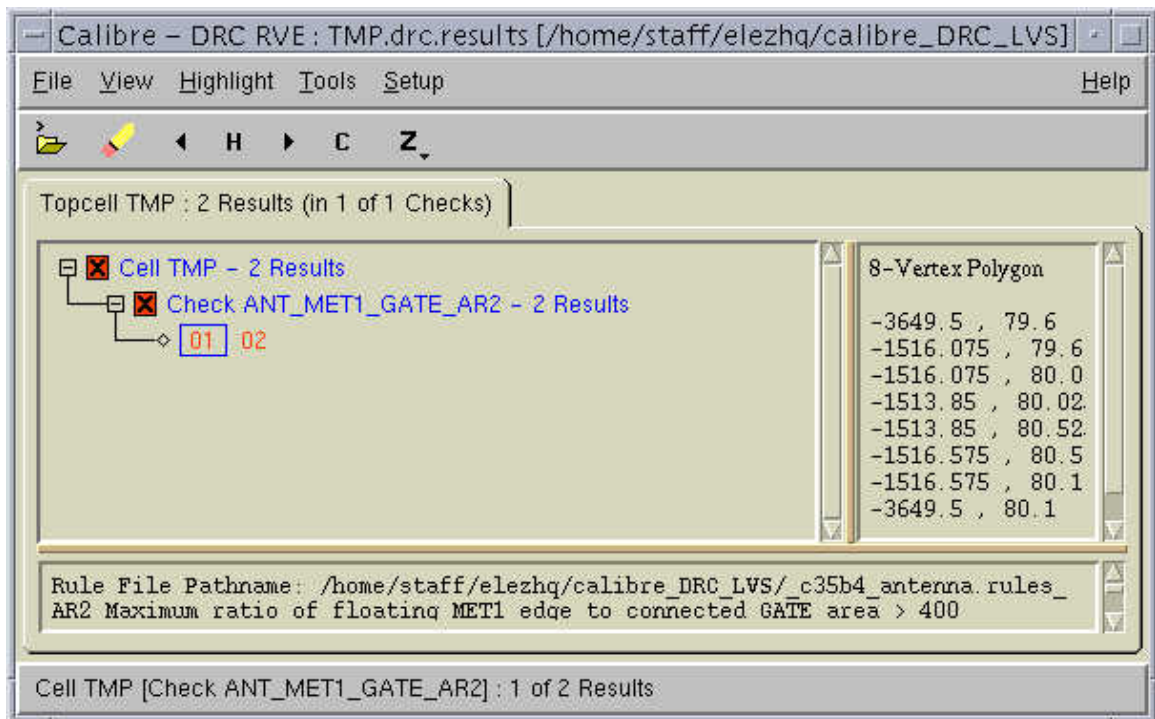 Calibre – DRC RVE : TMP.drc.results [/home/staff/elezhq/calibre_DRC_LVS]
File View Highlight Tools Setup Help
H C Z
Topcell TMP : 2 Results (in 1 of 1 Checks)
Cell TMP – 2 Results
Check ANT_MET1_GATE_AR2 – 2 Results
01 02
8-Vertex Polygon
-3649.5 , 79.6
-1516.075 , 79.6
-1516.075 , 80.0
-1513.85 , 80.02
-1513.85 , 80.52
-1516.575 , 80.5
-1516.575 , 80.1
-3649.5 , 80.1
Rule File Pathname: /home/staff/elezhq/calibre_DRC_LVS/_c35b4_antenna.rules_
AR2 Maximum ratio of floating MET1 edge to connected GATE area > 400
Cell TMP [Check ANT_MET1_GATE_AR2] : 1 of 2 Results